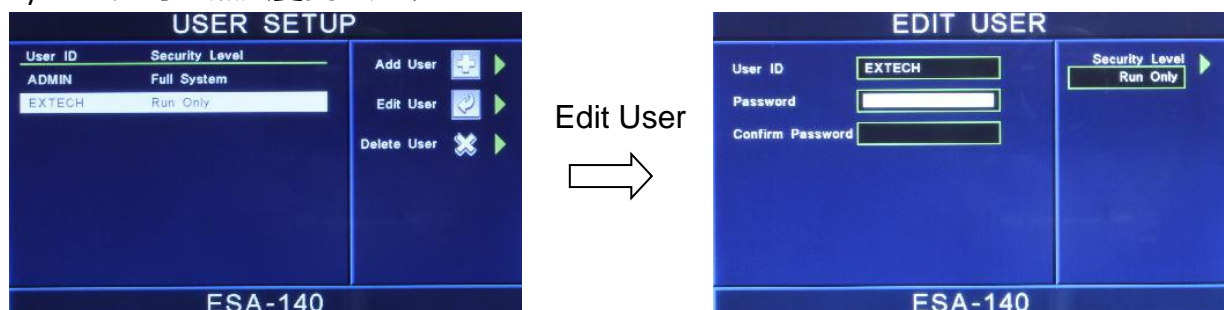 USER SETUP
User ID Security Level
ADMIN Full System
EXTECH Run Only
Add User
Edit User
Delete User
ESA-140
Edit User
EDIT USER
User ID EXTECH
Password
Confirm Password
Security Level
Run Only
ESA-140